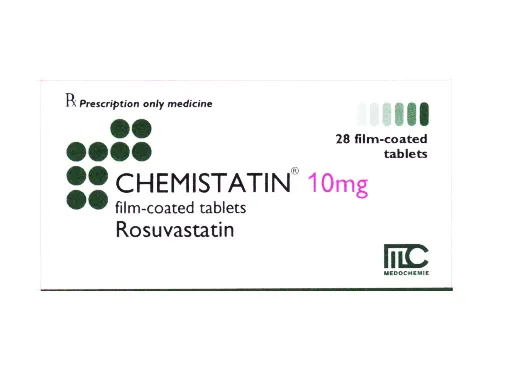 ℞ Prescription only medicine
28 film-coated
tablets
CHEMISTATIN® 10mg
film-coated tablets
Rosuvastatin
MC
MEDOCHEMIE